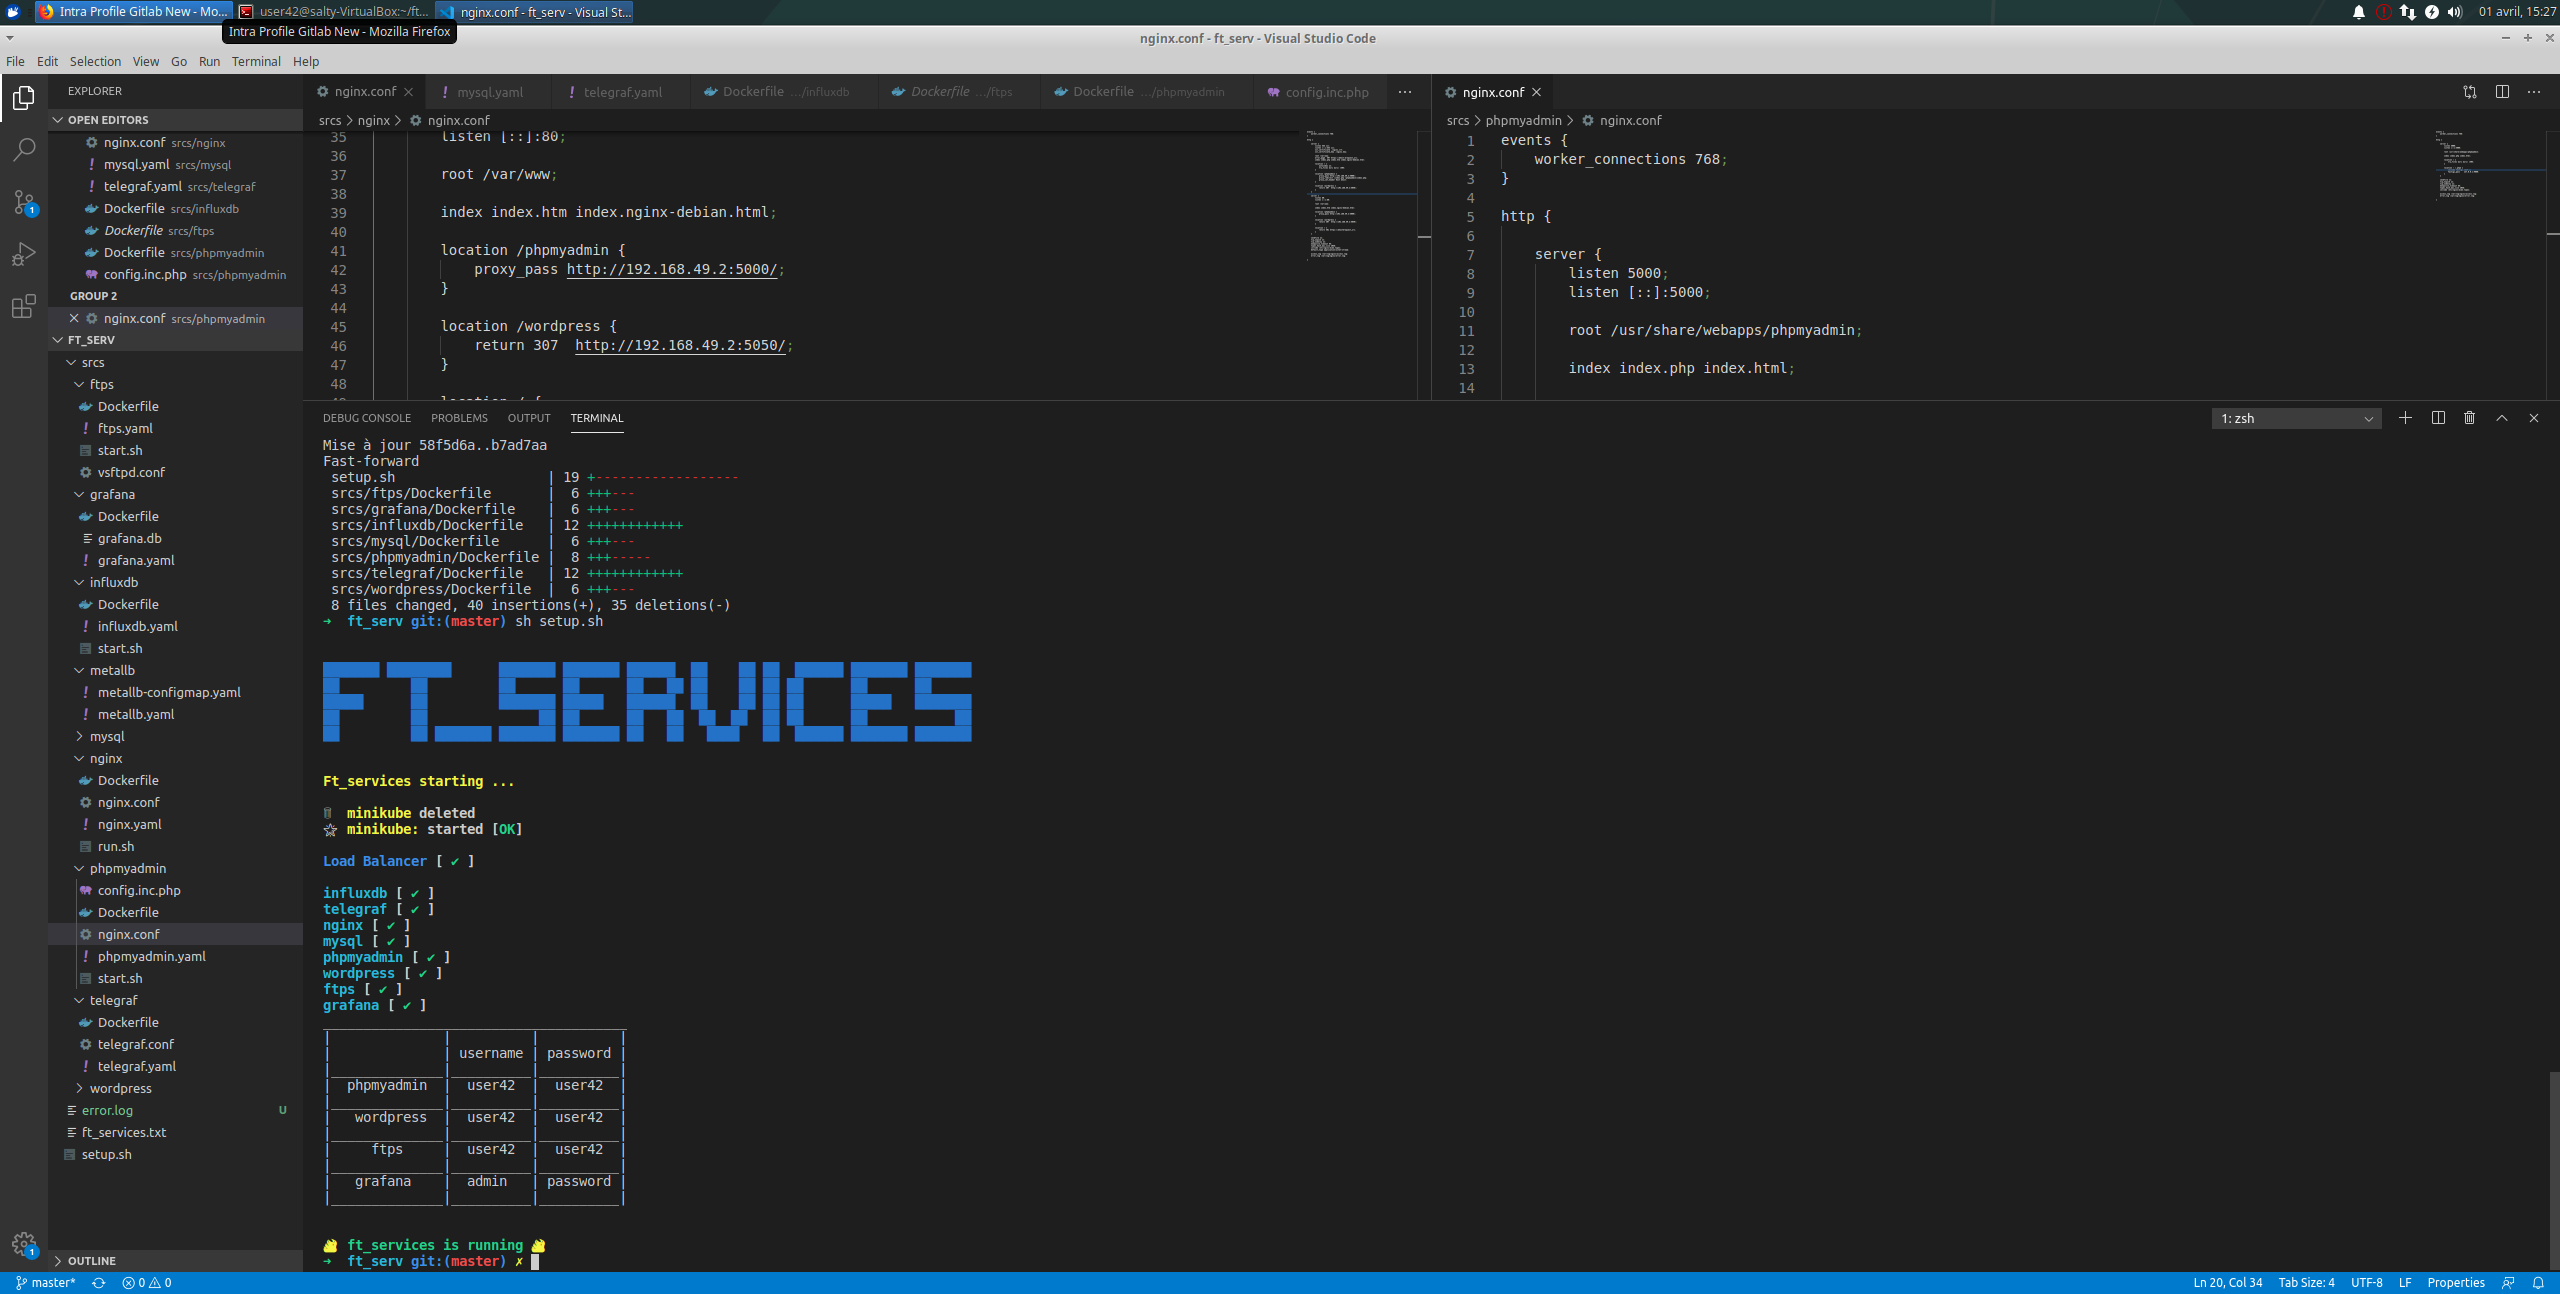 Intra Profile Gitlab New - Mo...
user42@salty-VirtualBox:~/ft...
nginx.conf - ft_serv - Visual St...
01 avril, 15:27
Intra Profile Gitlab New - Mozilla Firefox
nginx.conf - ft_serv - Visual Studio Code
File Edit Selection View Go Run Terminal Help
EXPLORER
OPEN EDITORS
nginx.conf srcs/nginx
mysql.yaml srcs/mysql
telegraf.yaml srcs/telegraf
Dockerfile srcs/influxdb
Dockerfile srcs/ftps
Dockerfile srcs/phpmyadmin
config.inc.php srcs/phpmyadmin
GROUP 2
nginx.conf srcs/phpmyadmin
FT_SERV
srcs
ftps
Dockerfile
ftps.yaml
start.sh
vsftpd.conf
grafana
Dockerfile
grafana.db
grafana.yaml
influxdb
Dockerfile
influxdb.yaml
start.sh
metallb
metallb-configmap.yaml
metallb.yaml
mysql
nginx
Dockerfile
nginx.conf
nginx.yaml
run.sh
phpmyadmin
config.inc.php
Dockerfile
nginx.conf
phpmyadmin.yaml
start.sh
telegraf
Dockerfile
telegraf.conf
telegraf.yaml
wordpress
error.log U
ft_services.txt
setup.sh
OUTLINE
1
1
nginx.conf
mysql.yaml
telegraf.yaml
Dockerfile .../influxdb
Dockerfile .../ftps
Dockerfile .../phpmyadmin
config.inc.php
srcs > nginx > nginx.conf
35 listen [::]:80;
36
37 root /var/www;
38
39 index index.htm index.nginx-debian.html;
40
41 location /phpmyadmin {
42 proxy_pass http://192.168.49.2:5000/;
43 }
44
45 location /wordpress {
46 return 307  http://192.168.49.2:5050/;
47 }
48
nginx.conf
srcs > phpmyadmin > nginx.conf
1 events {
2 worker_connections 768;
3 }
4
5 http {
6
7 server {
8 listen 5000;
9 listen [::]:5000;
10
11 root /usr/share/webapps/phpmyadmin;
12
13 index index.php index.html;
14
DEBUG CONSOLE PROBLEMS OUTPUT TERMINAL
1: zsh
Mise à jour 58f5d6a..b7ad7aa
Fast-forward
setup.sh | 19 +------------------
srcs/ftps/Dockerfile | 6 +++---
srcs/grafana/Dockerfile | 6 +++---
srcs/influxdb/Dockerfile | 12 ++++++++++++
srcs/mysql/Dockerfile | 6 +++---
srcs/phpmyadmin/Dockerfile | 8 +++-----
srcs/telegraf/Dockerfile | 12 ++++++++++++
srcs/wordpress/Dockerfile | 6 +++---
8 files changed, 40 insertions(+), 35 deletions(-)
➜ ft_serv git:(master) sh setup.sh
FT_SERVICES
Ft_services starting ...
minikube deleted
minikube: started [OK]
Load Balancer [ ✔ ]
influxdb [ ✔ ]
telegraf [ ✔ ]
nginx [ ✔ ]
mysql [ ✔ ]
phpmyadmin [ ✔ ]
wordpress [ ✔ ]
ftps [ ✔ ]
grafana [ ✔ ]
| | username | password |
| phpmyadmin | user42 | user42 |
| wordpress | user42 | user42 |
| ftps | user42 | user42 |
| grafana | admin | password |
ft_services is running
➜ ft_serv git:(master) ✗
master* 0 0
Ln 20, Col 34 Tab Size: 4 UTF-8 LF Properties